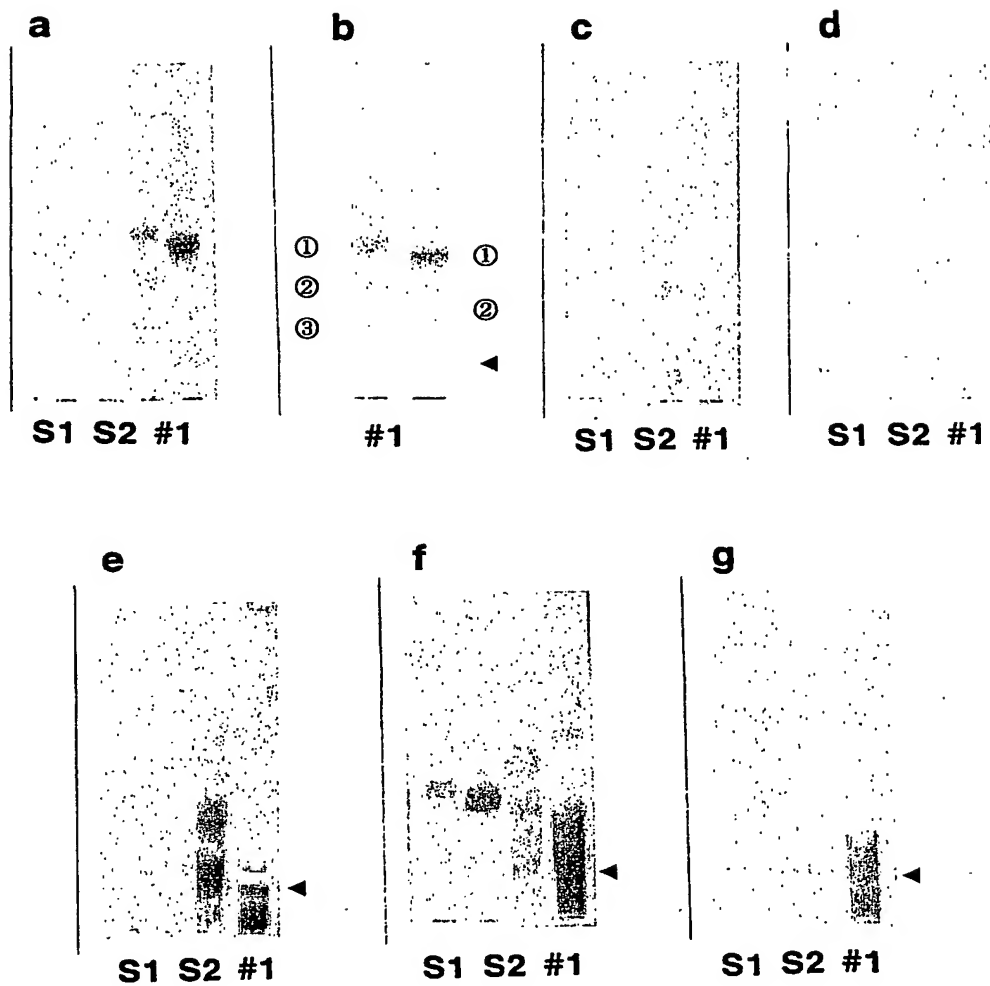 a b c d
① ①
②
②
③
◄
S1 S2 #1 #1 S1 S2 #1 S1 S2 #1
e f g
◄ ◄ ◄
S1 S2 #1 S1 S2 #1 S1 S2 #1